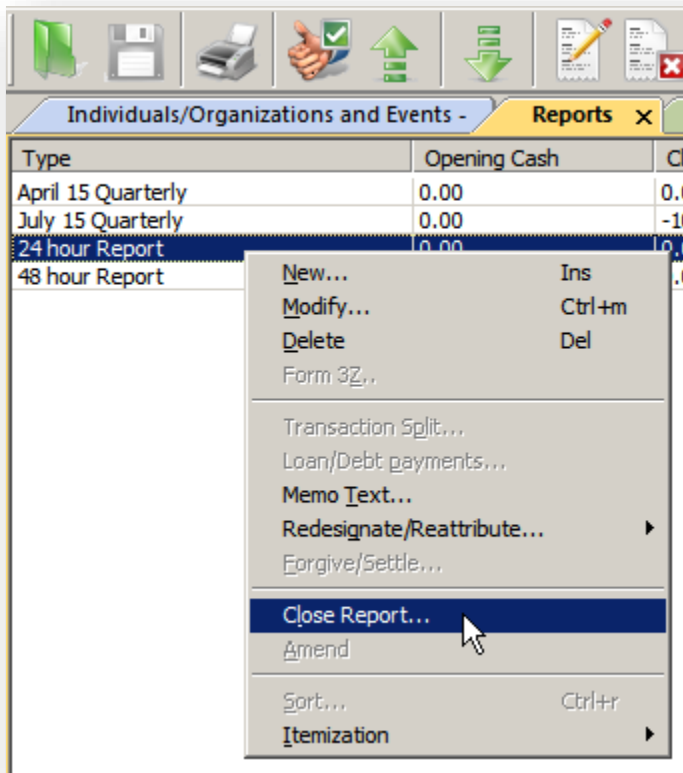 Individuals/Organizations and Events - Reports x
Type Opening Cash
April 15 Quarterly 0.00
July 15 Quarterly 0.00
24 hour Report 0.00
48 hour Report
New... Ins
Modify... Ctrl+m
Delete Del
Form 3Z..
Transaction Split...
Loan/Debt payments...
Memo Text...
Redesignate/Reattribute...
Forgive/Settle...
Close Report...
Amend
Sort... Ctrl+r
Itemization